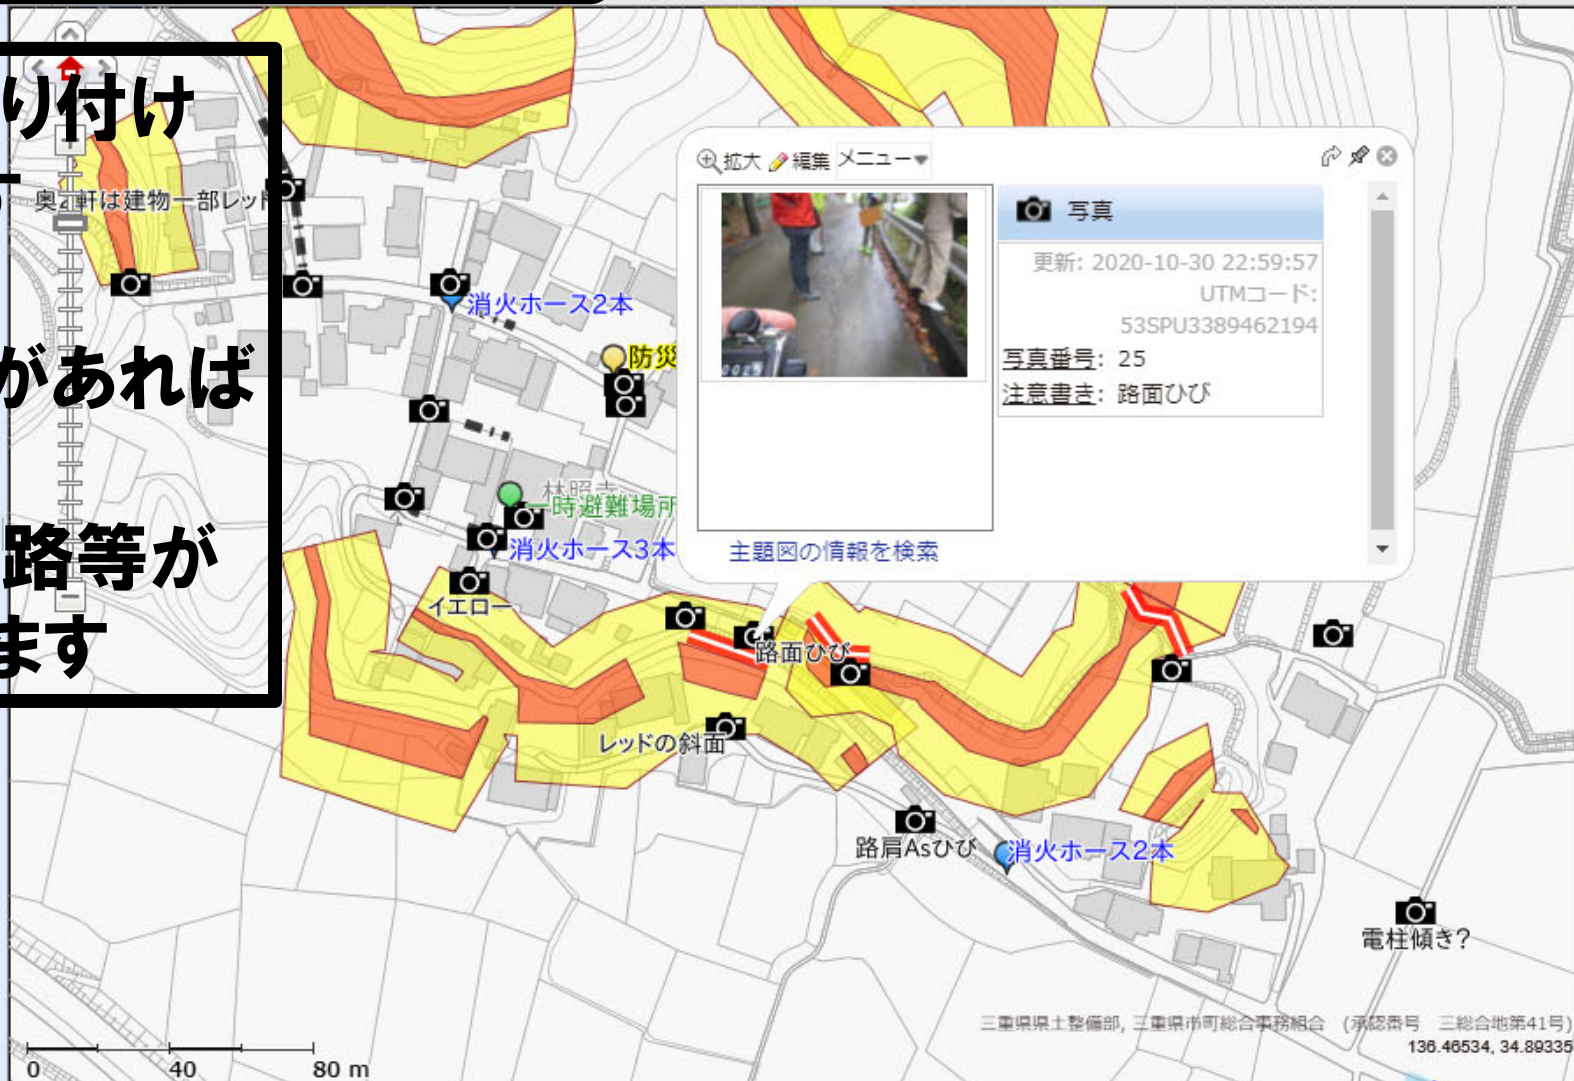 り付け
奥2軒は建物一部レッド
があれば
路等が
ます
拡大 編集 メニュー
写真
更新: 2020-10-30 22:59:57
UTMコード:
53SPU3389462194
写真番号: 25
注意書き: 路面ひび
主題図の情報を検索
消火ホース2本
防災
林照寺
一時避難場所
消火ホース3本
イエロー
路面ひび
レッドの斜面
路肩Asひび
消火ホース2本
電柱傾き?
三重県県土整備部, 三重県市町総合事務組合 (承認番号 三総合地第41号)
136.46534, 34.89335
0 40 80 m